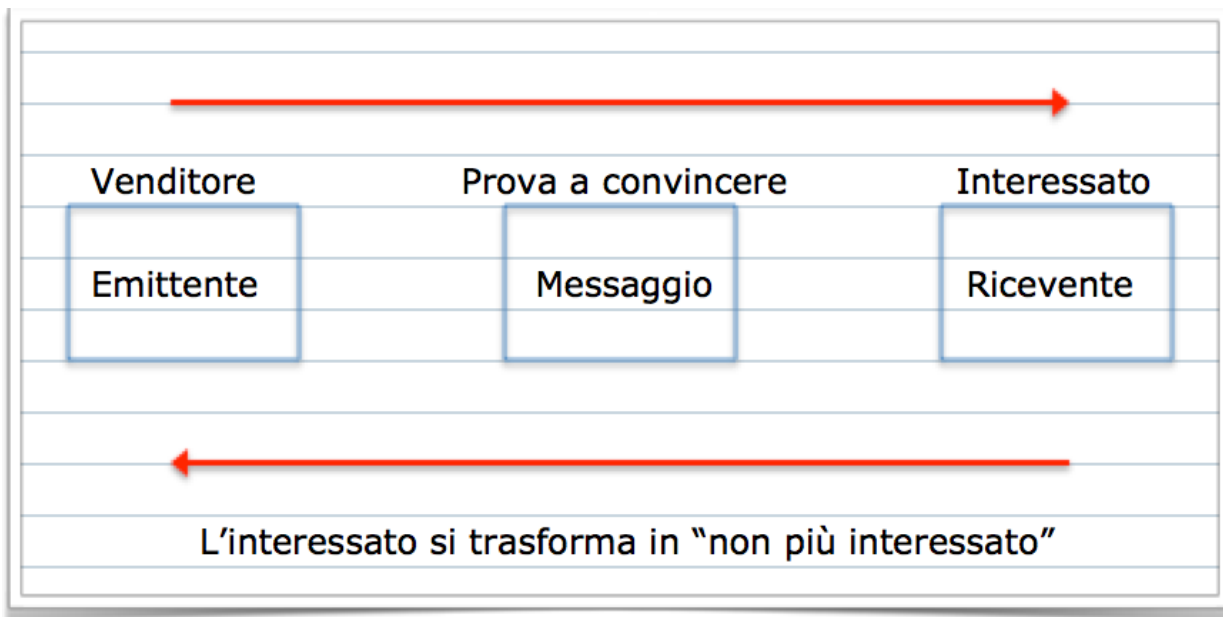 Venditore Prova a convincere Interessato
Emittente Messaggio Ricevente
L’interessato si trasforma in “non più interessato”